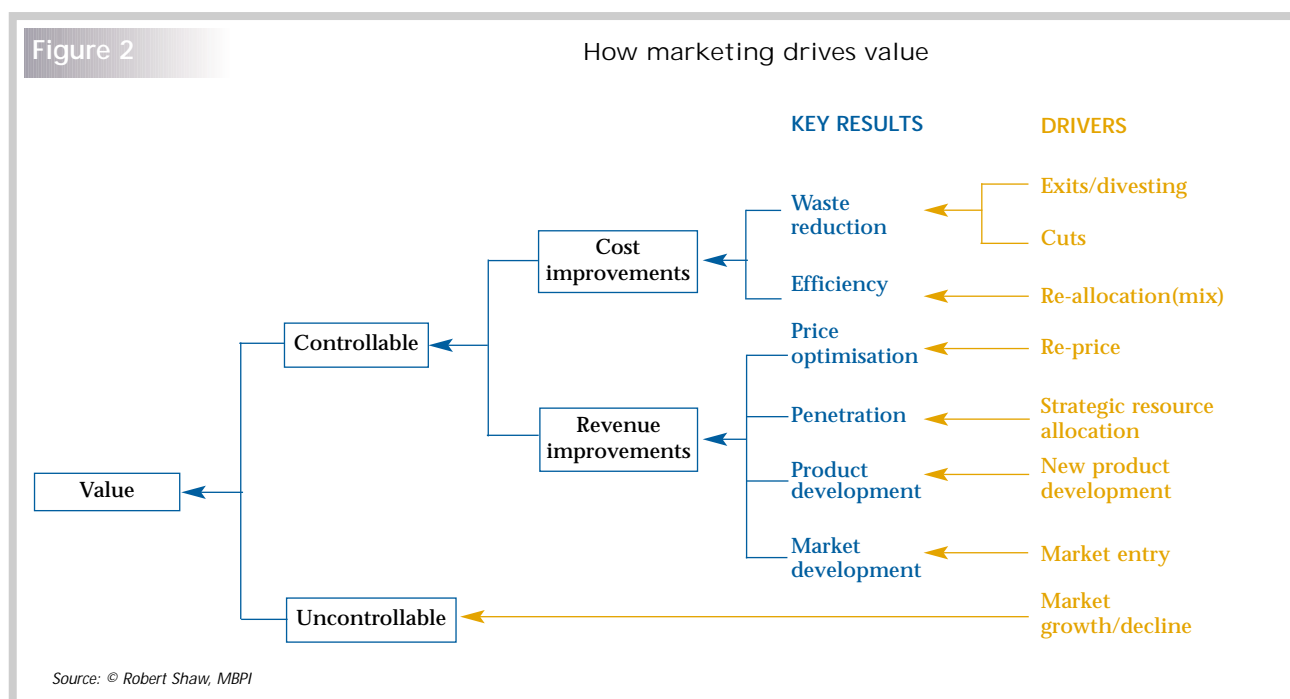 Figure 2
How marketing drives value
KEY RESULTS
DRIVERS
Exits/divesting
Waste
reduction
Cuts
Cost
improvements
Efficiency
Re-allocation(mix)
Controllable
Price
optimisation
Re-price
Revenue
improvements
Penetration
Strategic resource
allocation
Value
Product
development
New product
development
Market
development
Market entry
Uncontrollable
Market
growth/decline
Source: © Robert Shaw, MBPI